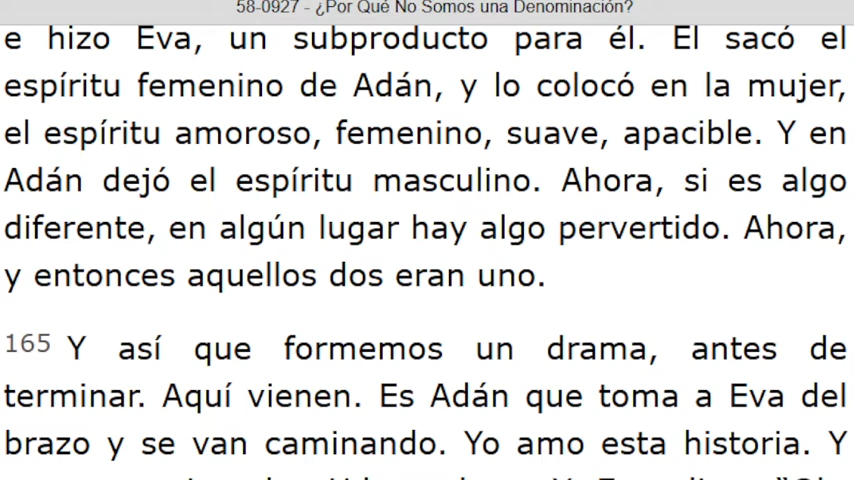 58-0927 - ¿Por Qué No Somos una Denominación?
e hizo Eva, un subproducto para él. El sacó el
espíritu femenino de Adán, y lo colocó en la mujer,
el espíritu amoroso, femenino, suave, apacible. Y en
Adán dejó el espíritu masculino. Ahora, si es algo
diferente, en algún lugar hay algo pervertido. Ahora,
y entonces aquellos dos eran uno.
165 Y así que formemos un drama, antes de
terminar. Aquí vienen. Es Adán que toma a Eva del
brazo y se van caminando. Yo amo esta historia. Y